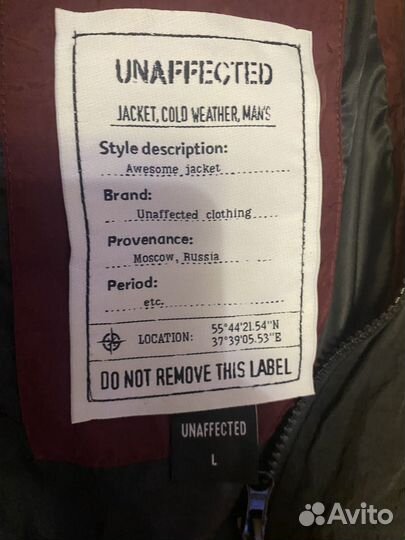 UNAFFECTED
JACKET, COLD WEATHER, MAN'S
Style description:
Awesome jacket
Brand:
Unaffected clothing
Provenance:
Moscow, Russia
Period:
etc.
LOCATION: 55°44'21.54"N
37°39'05.53"E
DO NOT REMOVE THIS LABEL
UNAFFECTED
L
Avito